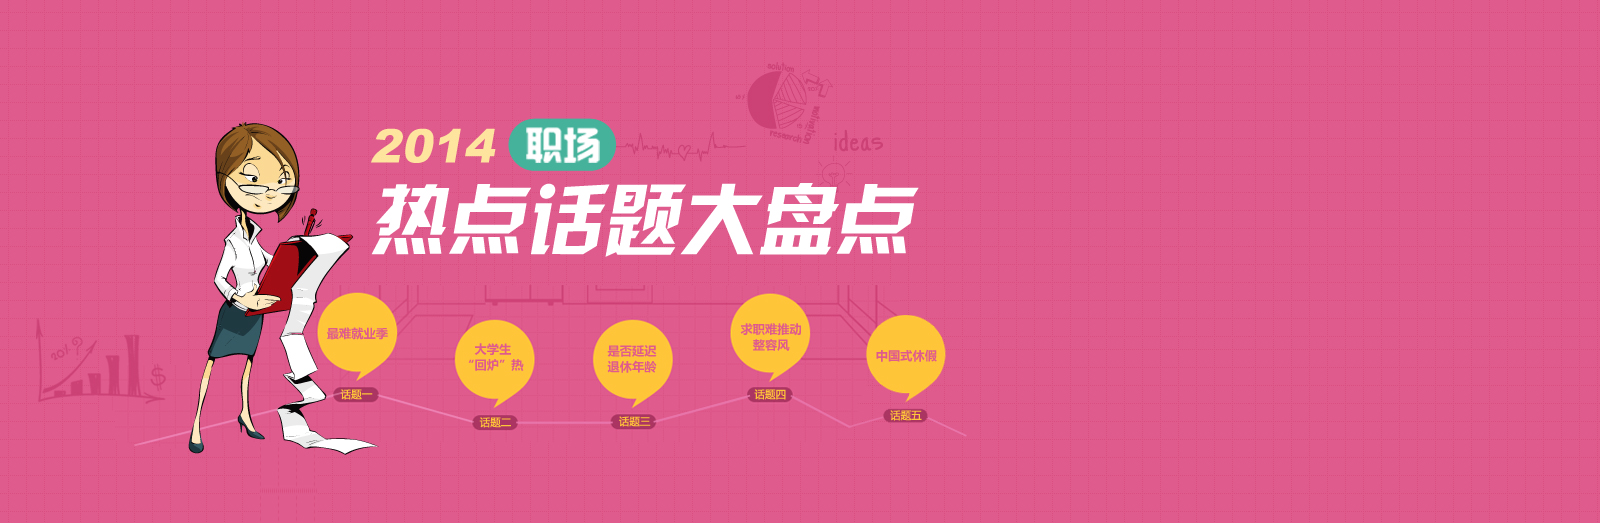 2014 职场
热点话题大盘点
solution
motivation
research
ideas
最难就业季
话题一
大学生
“回炉”热
话题二
是否延迟
退休年龄
话题三
求职难推动
整容风
话题四
中国式休假
话题五
$